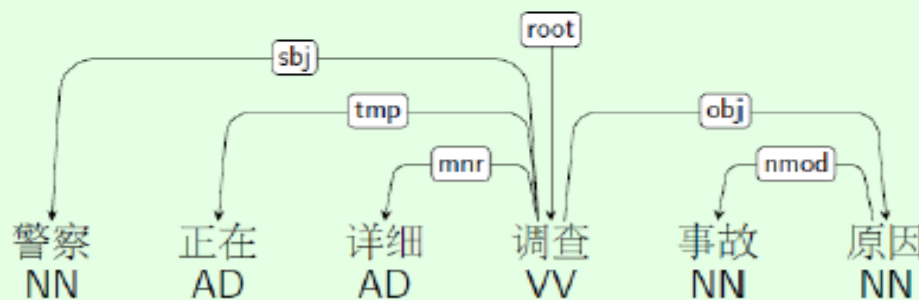 root
sbj
tmp obj
mnr nmod
警察 正在 详细 调查 事故 原因
NN AD AD VV NN NN